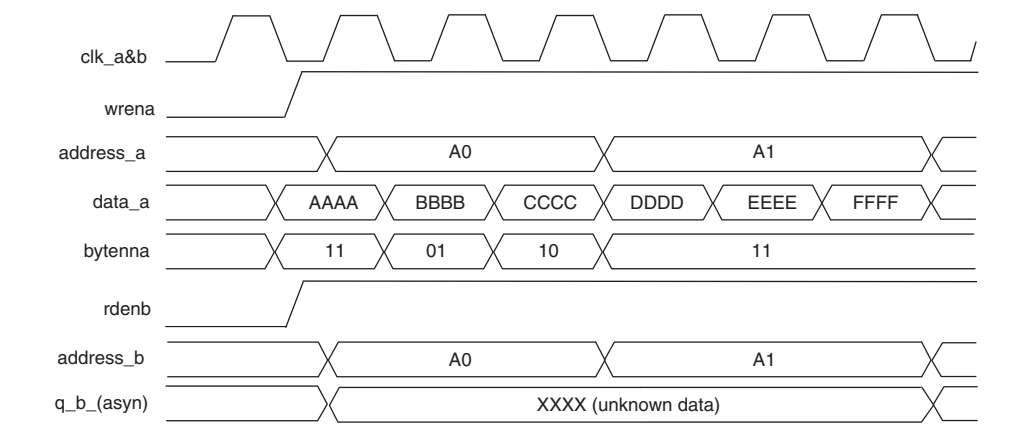 clk_a&b
wrena
address_a A0 A1
data_a AAAA BBBB CCCC DDDD EEEE FFFF
bytenna 11 01 10 11
rdenb
address_b A0 A1
q_b_(asyn) XXXX (unknown data)